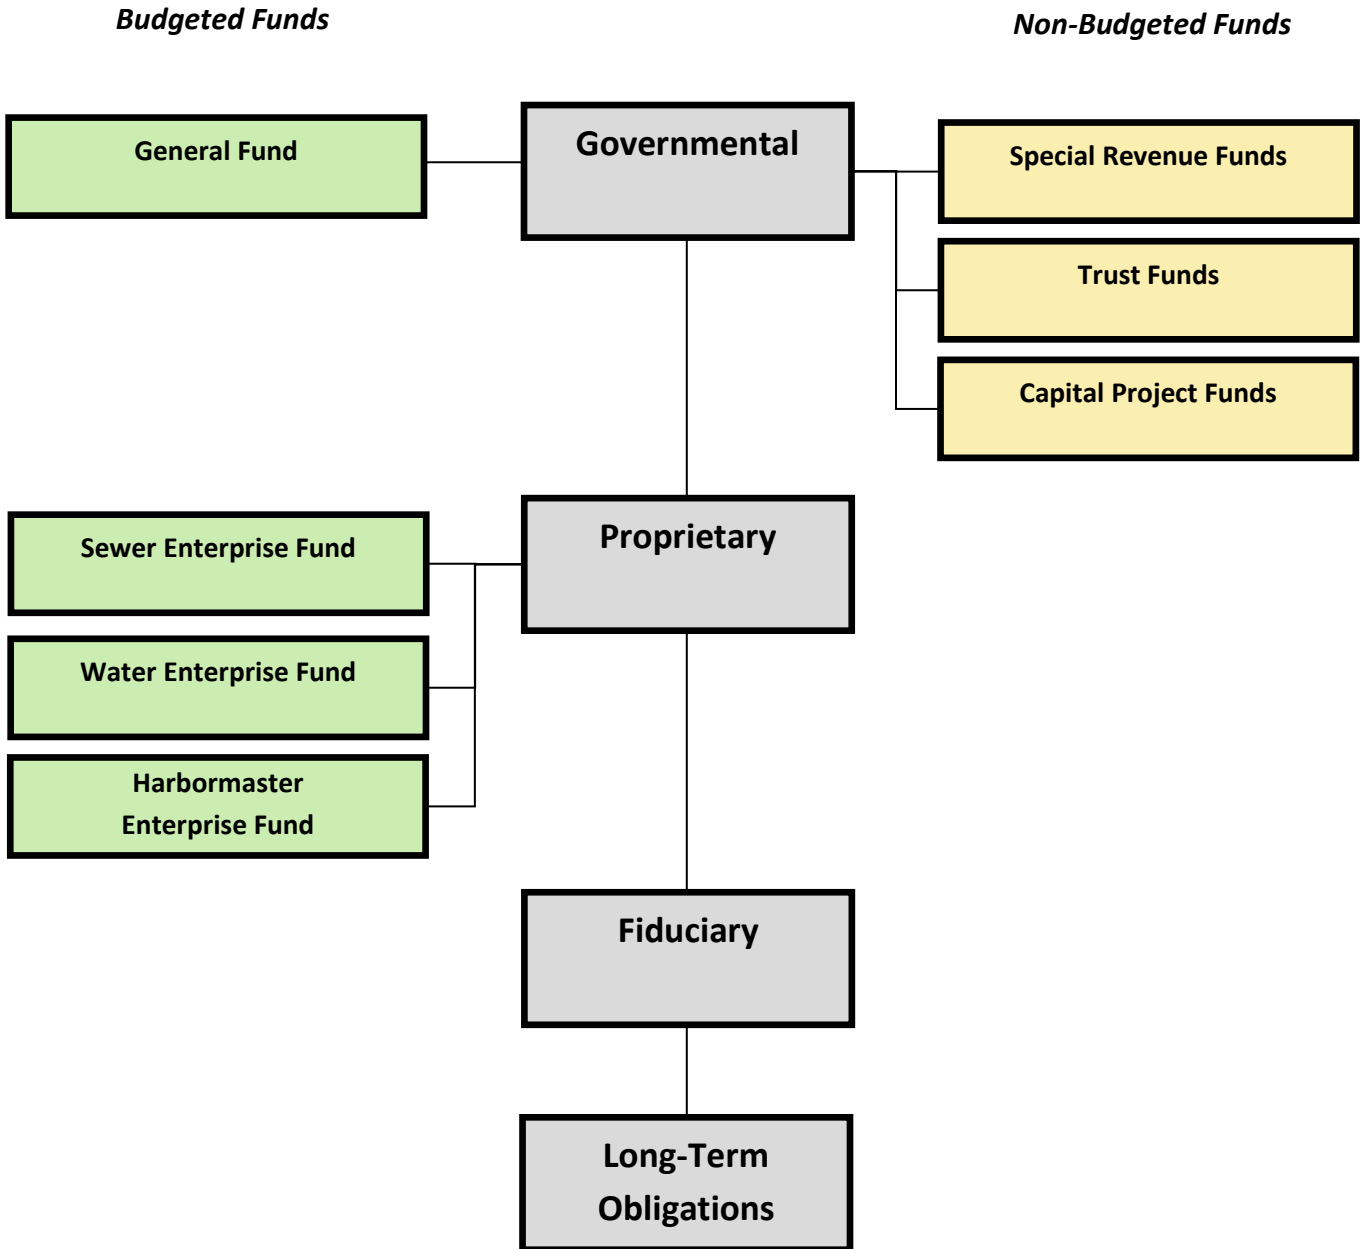 Budgeted Funds
Non-Budgeted Funds
General Fund
Governmental
Special Revenue Funds
Trust Funds
Capital Project Funds
Sewer Enterprise Fund
Proprietary
Water Enterprise Fund
Harbormaster
Enterprise Fund
Fiduciary
Long-Term
Obligations